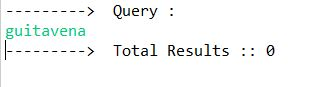 ---------> Query :
guitavena
---------> Total Results :: 0